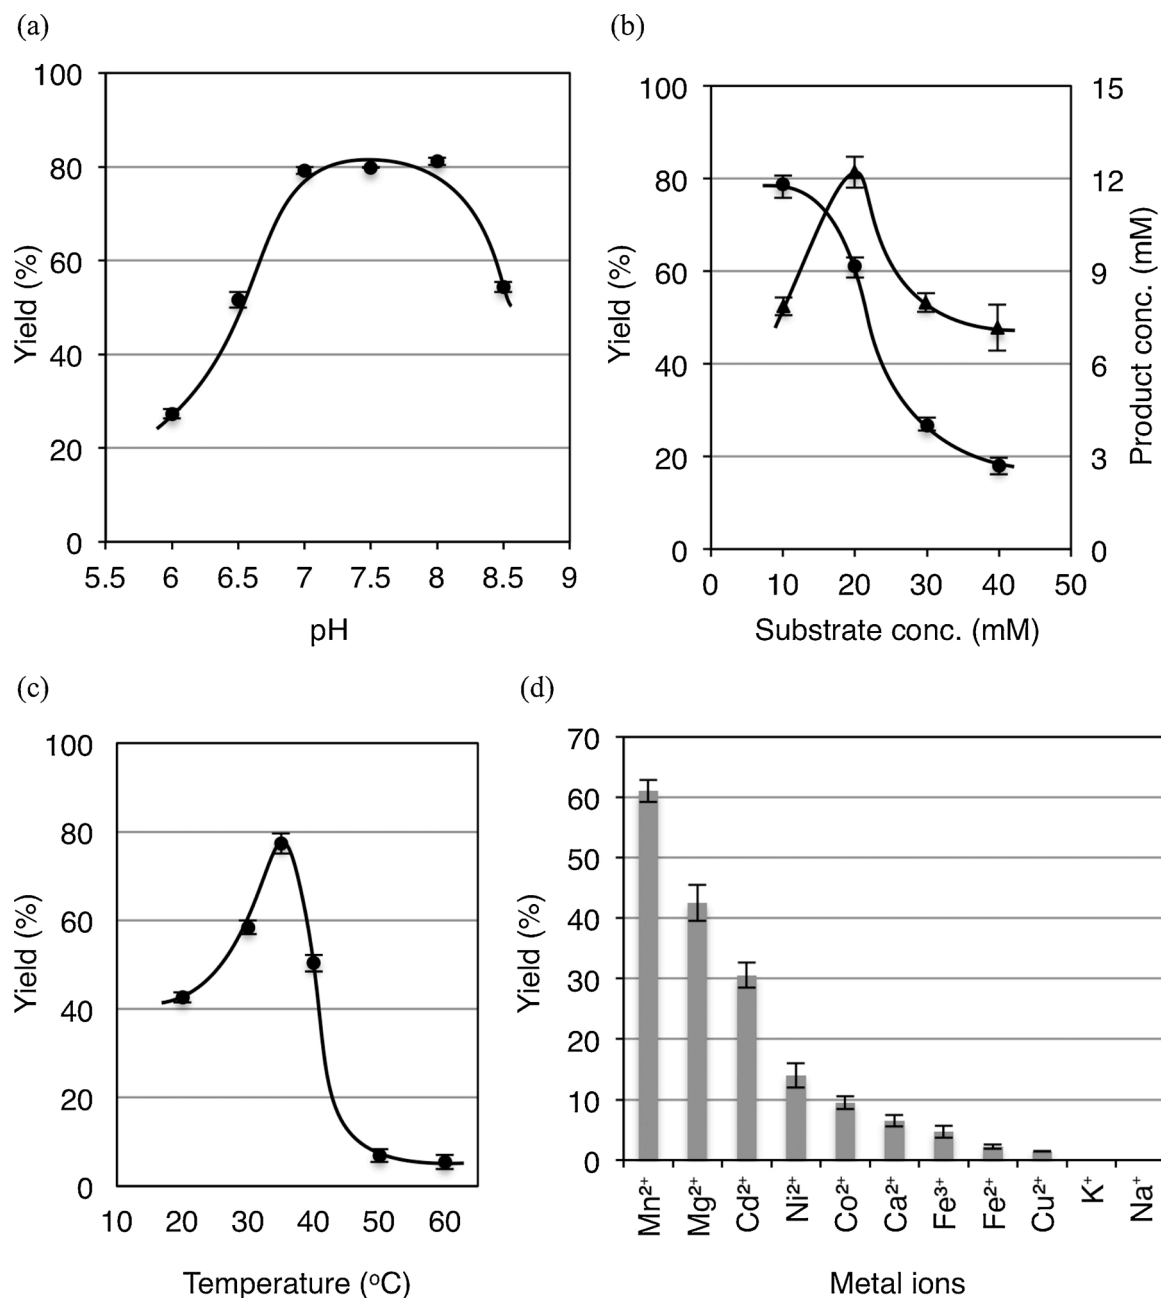 (a)
100
80
60
40
20
0
Yield (%)
5.5 6 6.5 7 7.5 8 8.5 9
pH
(b)
100
80
60
40
20
0
Yield (%)
15
12
9
6
3
0
Product conc. (mM)
0 10 20 30 40 50
Substrate conc. (mM)
(c)
100
80
60
40
20
0
Yield (%)
10 20 30 40 50 60
Temperature (ºC)
(d)
70
60
50
40
30
20
10
0
Yield (%)
Mn²⁺ Mg²⁺ Cd²⁺ Ni²⁺ Co²⁺ Ca²⁺ Fe³⁺ Fe²⁺ Cu²⁺ K⁺ Na⁺
Metal ions